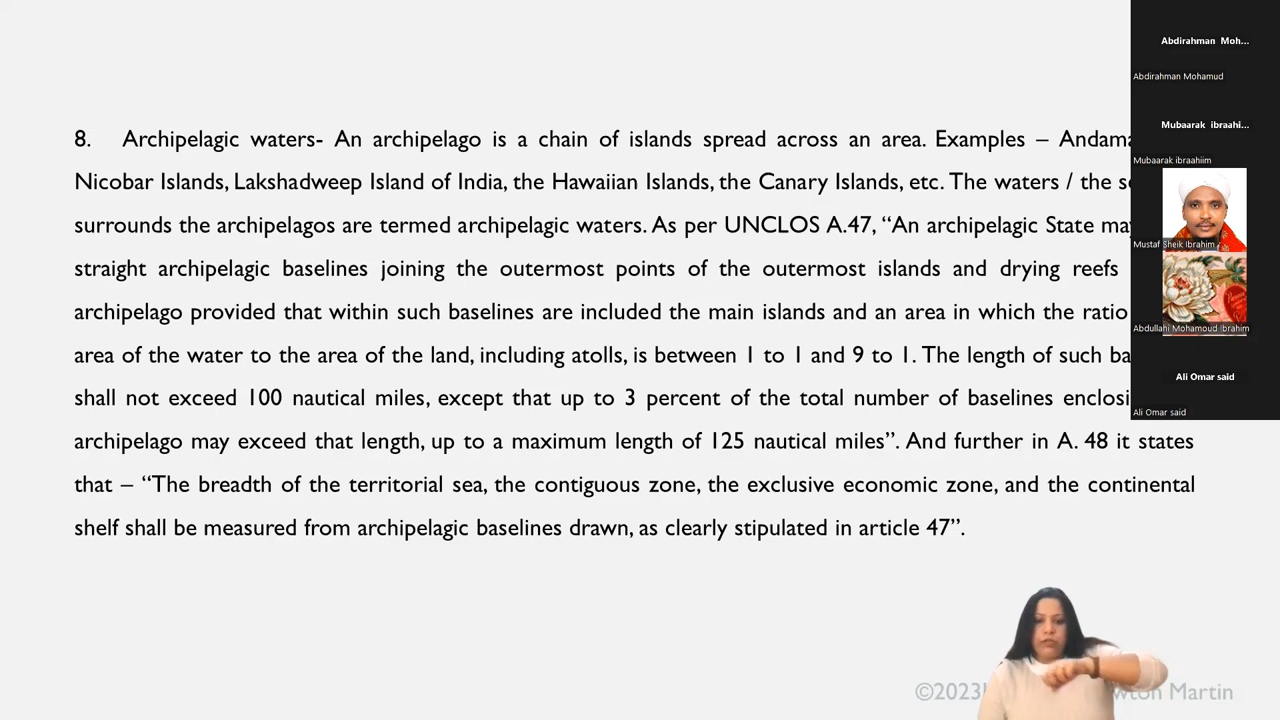 8. Archipelagic waters- An archipelago is a chain of islands spread across an area. Examples –
Nicobar Islands, Lakshadweep Island of India, the Hawaiian Islands, the Canary Islands, etc. The waters / the
surrounds the archipelagos are termed archipelagic waters. As per UNCLOS A.47, “An archipelagic State
straight archipelagic baselines joining the outermost points of the outermost islands and drying reefs
archipelago provided that within such baselines are included the main islands and an area in which the ratio
area of the water to the area of the land, including atolls, is between 1 to 1 and 9 to 1. The length of such
shall not exceed 100 nautical miles, except that up to 3 percent of the total number of baselines
archipelago may exceed that length, up to a maximum length of 125 nautical miles”. And further in A. 48 it states
that – “The breadth of the territorial sea, the contiguous zone, the exclusive economic zone, and the continental
shelf shall be measured from archipelagic baselines drawn, as clearly stipulated in article 47”.
Abdirahman Moh...
Abdirahman Mohamud
Mubaarak ibraahi...
Mubaarak ibraahiim
Mustaf Sheik Ibrahim
Abdullahi Mohamoud Ibrahim
Ali Omar said
Ali Omar said
©2023 Martin